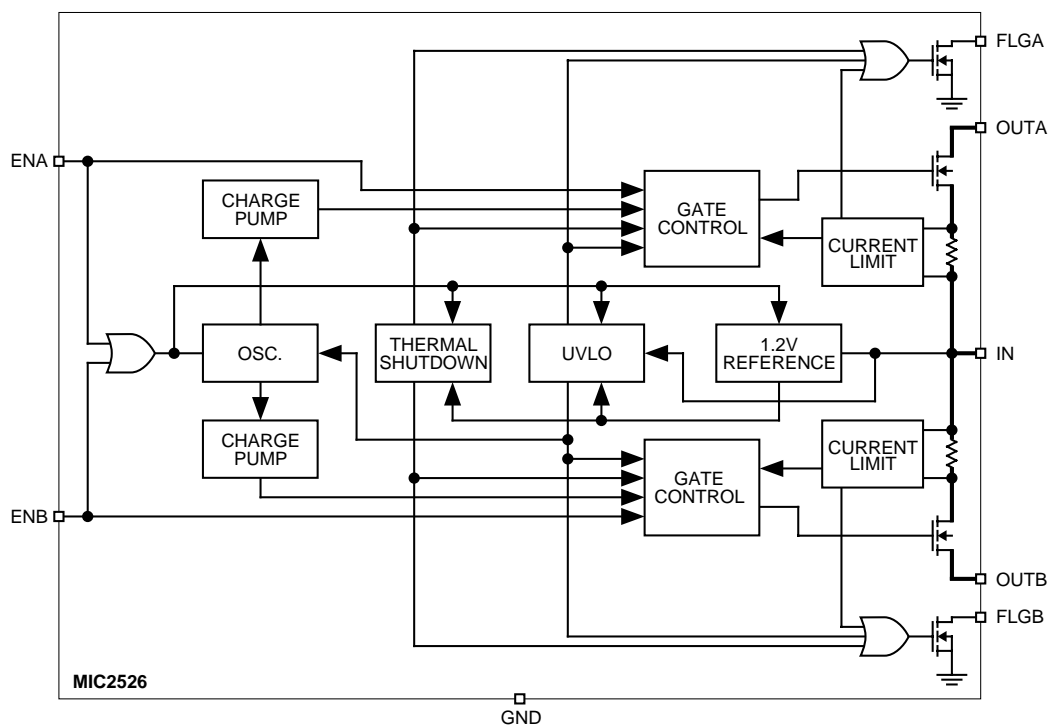 FLGA
OUTA
ENA
CHARGE
PUMP
GATE
CONTROL
CURRENT
LIMIT
OSC.
THERMAL
SHUTDOWN
UVLO
1.2V
REFERENCE
IN
CHARGE
PUMP
GATE
CONTROL
CURRENT
LIMIT
ENB
OUTB
FLGB
MIC2526
GND